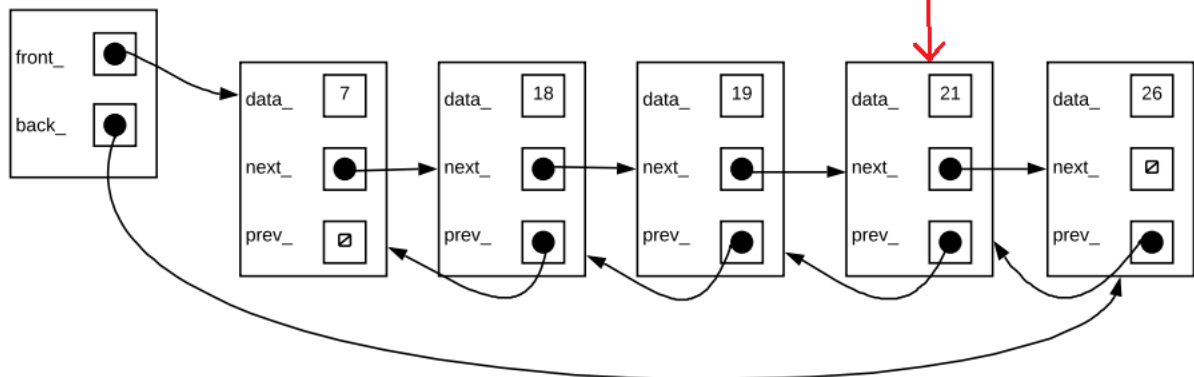 front_
back_
data_ 7
next_
prev_
data_ 18
next_
prev_
data_ 19
next_
prev_
data_ 21
next_
prev_
data_ 26
next_
prev_